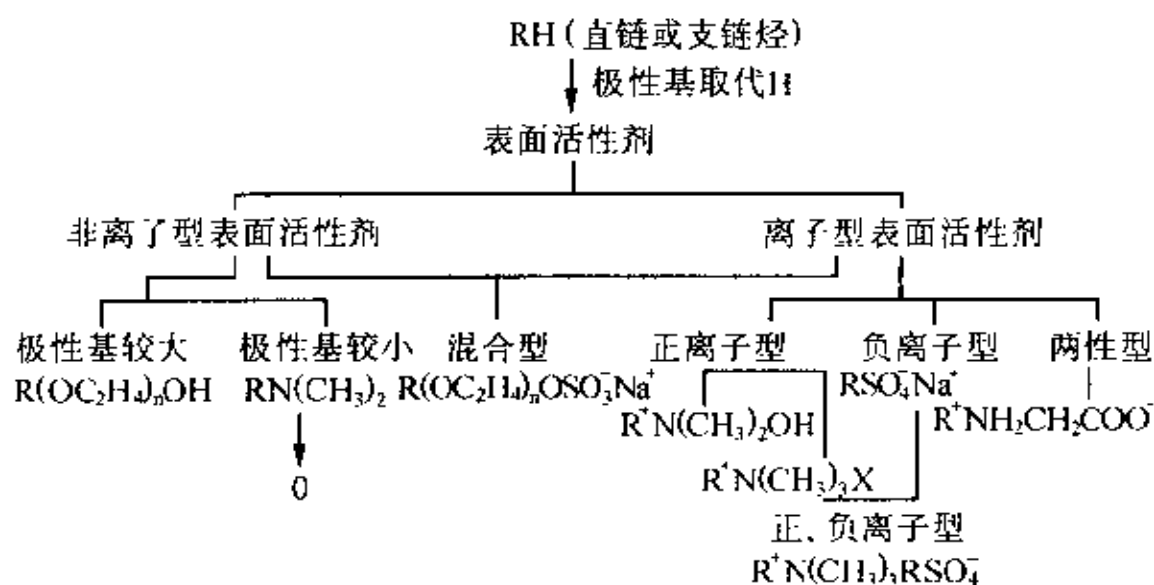 RH(直链或支链烃)
极性基取代H
表面活性剂
非离了型表面活性剂 离子型表面活性剂
极性基较大 极性基较小 混合型 正离子型 负离子型 两性型
R(OC₂H₄)ₙOH RN(CH₃)₂ R(OC₂H₄)ₙOSO₃⁻Na⁺ RSO₄⁻Na⁺
R⁺N(CH₃)₂OH R⁺NH₂CH₂COO⁻
R⁺N(CH₃)₃X
0
正、负离子型
R⁺N(CH₃)₃RSO₄⁻